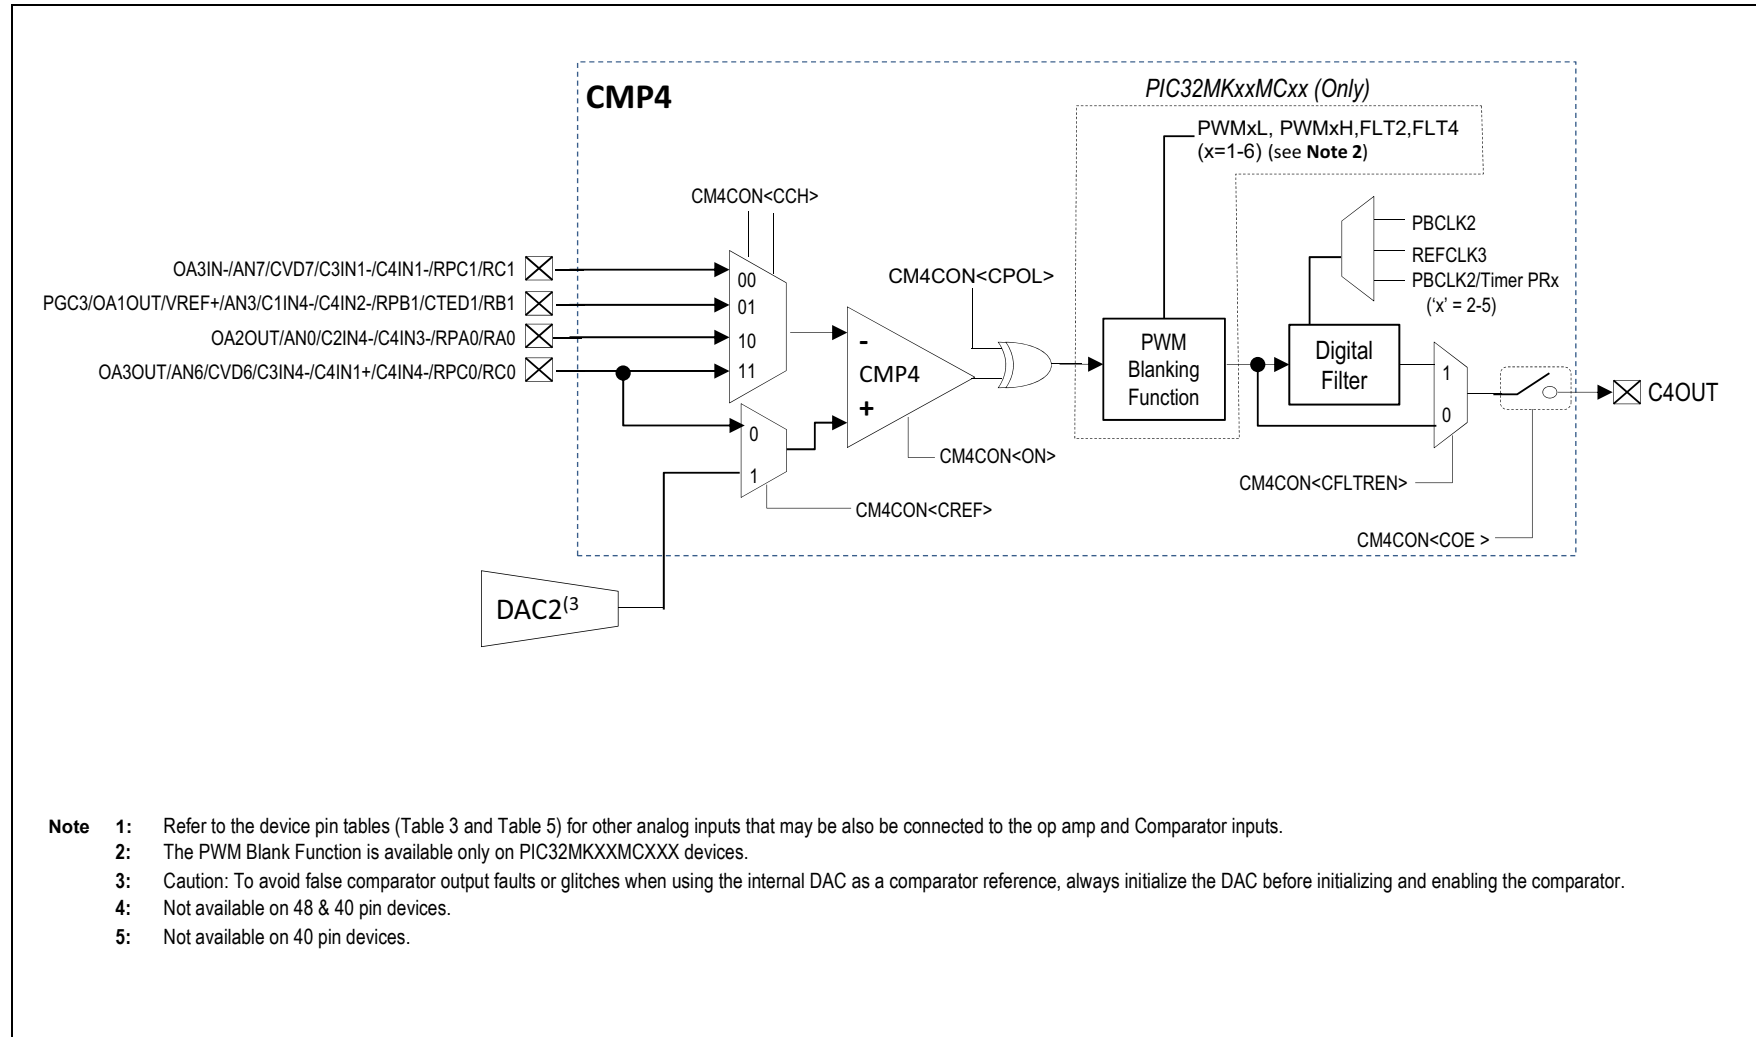 CMP4
PIC32MKxxMCxx (Only)
PWMxL, PWMxH,FLT2,FLT4
(x=1-6) (see Note 2)
CM4CON<CCH>
PBCLK2
REFCLK3
PBCLK2/Timer PRx
('x' = 2-5)
OA3IN-/AN7/CVD7/C3IN1-/C4IN1-/RPC1/RC1
PGC3/OA1OUT/VREF+/AN3/C1IN4-/C4IN2-/RPB1/CTED1/RB1
OA2OUT/AN0/C2IN4-/C4IN3-/RPA0/RA0
OA3OUT/AN6/CVD6/C3IN4-/C4IN1+/C4IN4-/RPC0/RC0
00
01
10
11
CM4CON<CPOL>
-
CMP4
+
PWM
Blanking
Function
Digital
Filter
1
0
C4OUT
0
1
CM4CON<ON>
CM4CON<CREF>
CM4CON<CFLTREN>
CM4CON<COE >
DAC2(3
Note 1: Refer to the device pin tables (Table 3 and Table 5) for other analog inputs that may be also be connected to the op amp and Comparator inputs.
2: The PWM Blank Function is available only on PIC32MKXXMCXXX devices.
3: Caution: To avoid false comparator output faults or glitches when using the internal DAC as a comparator reference, always initialize the DAC before initializing and enabling the comparator.
4: Not available on 48 & 40 pin devices.
5: Not available on 40 pin devices.